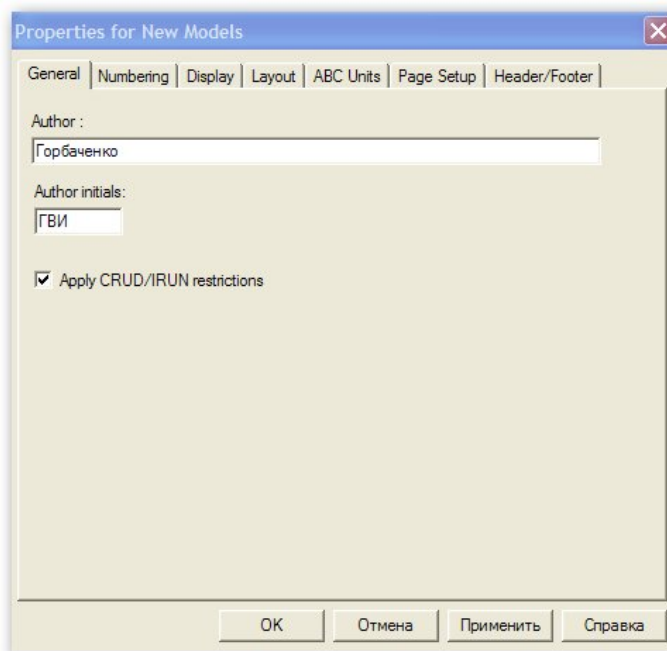 Properties for New Models
General Numbering Display Layout ABC Units Page Setup Header/Footer
Author :
Горбаченко
Author initials:
ГВИ
Apply CRUD/IRUN restrictions
OK Отмена Применить Справка